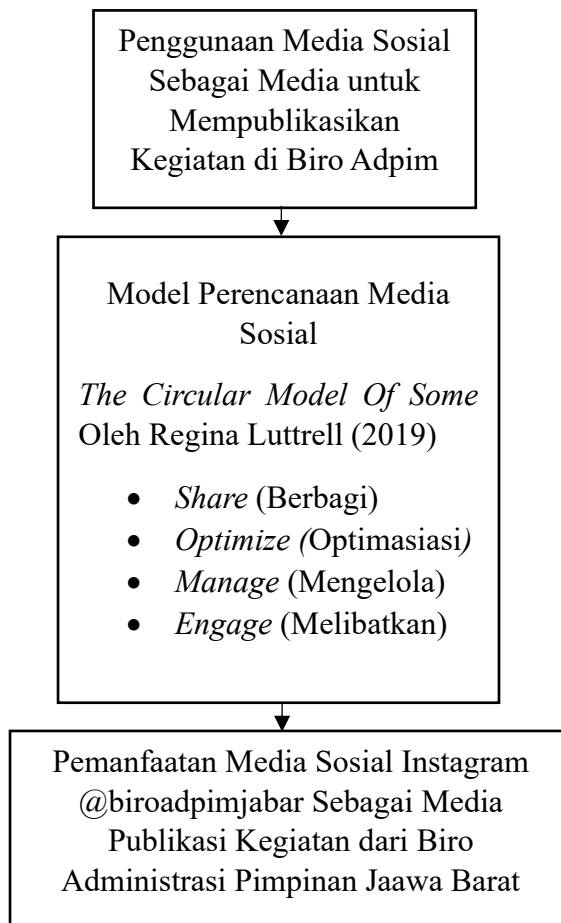 Penggunaan Media Sosial
Sebagai Media untuk
Mempublikasikan
Kegiatan di Biro Adpim
Model Perencanaan Media
Sosial
The Circular Model Of Some
Oleh Regina Luttrell (2019)
• Share (Berbagi)
• Optimize (Optimasiasi)
• Manage (Mengelola)
• Engage (Melibatkan)
Pemanfaatan Media Sosial Instagram
@biroadpimjabar Sebagai Media
Publikasi Kegiatan dari Biro
Administrasi Pimpinan Jaawa Barat